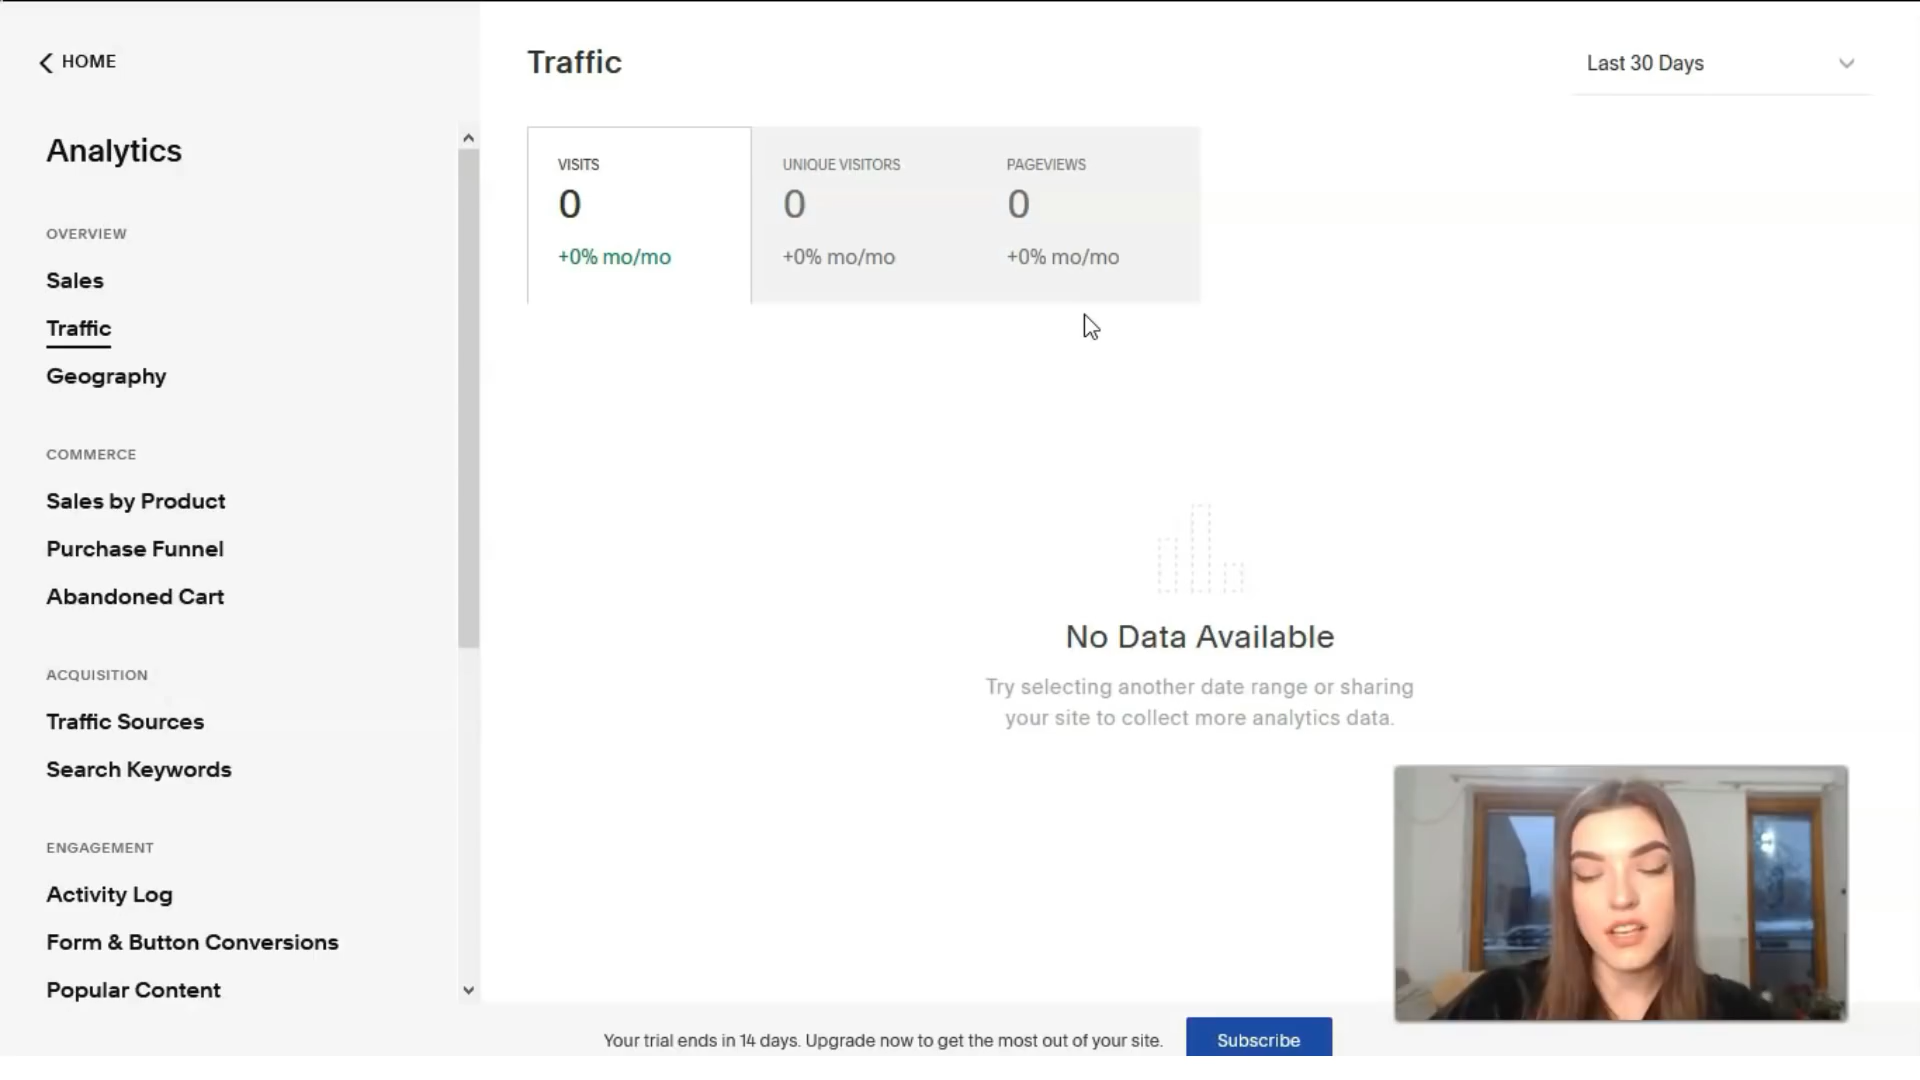 HOME
Analytics
OVERVIEW
Sales
Traffic
Geography
COMMERCE
Sales by Product
Purchase Funnel
Abandoned Cart
ACQUISITION
Traffic Sources
Search Keywords
ENGAGEMENT
Activity Log
Form & Button Conversions
Popular Content
Traffic
Last 30 Days
VISITS
0
+0% mo/mo
UNIQUE VISITORS
0
+0% mo/mo
PAGEVIEWS
0
+0% mo/mo
No Data Available
Try selecting another date range or sharing
your site to collect more analytics data.
Your trial ends in 14 days. Upgrade now to get the most out of your site.
Subscribe